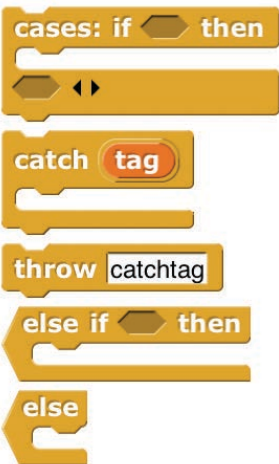 cases: if then
catch tag
throw catchtag
else if then
else